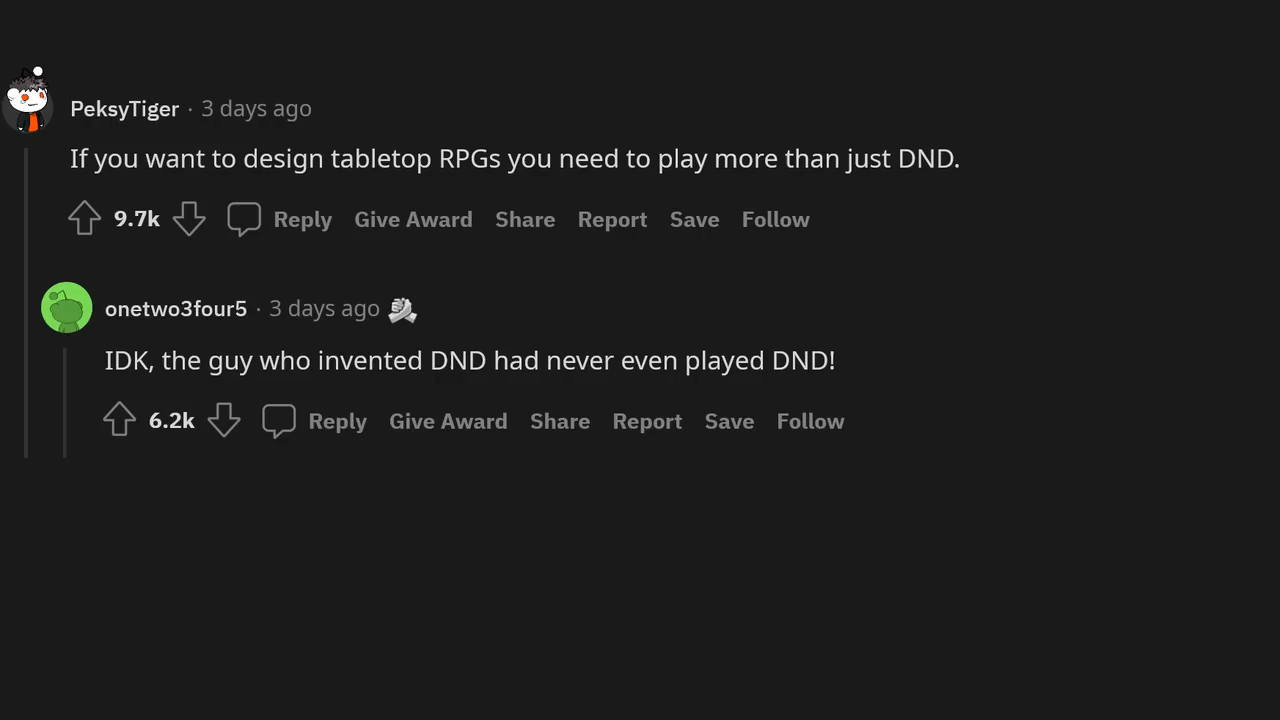 PeksyTiger · 3 days ago
If you want to design tabletop RPGs you need to play more than just DND.
9.7k Reply Give Award Share Report Save Follow
onetwo3four5 · 3 days ago
IDK, the guy who invented DND had never even played DND!
6.2k Reply Give Award Share Report Save Follow